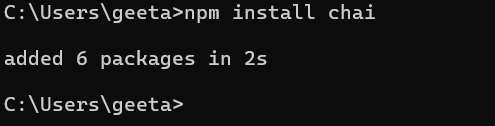 C:\Users\geeta>npm install chai
added 6 packages in 2s
C:\Users\geeta>